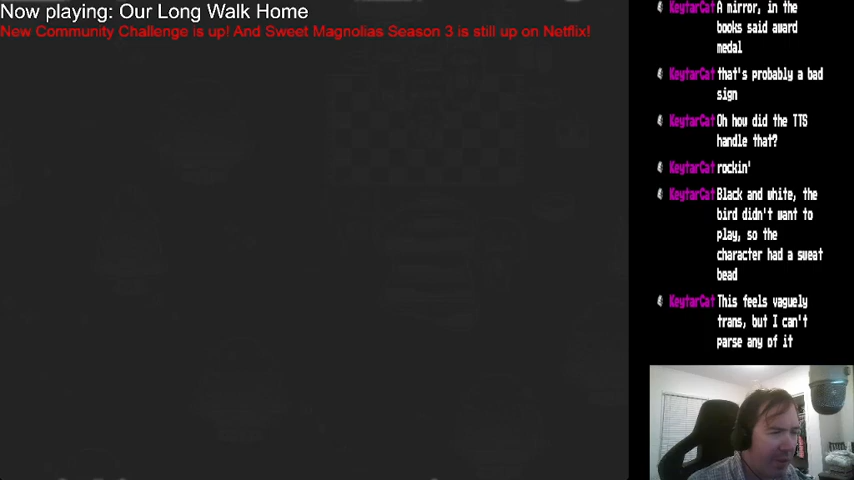 Now playing: Our Long Walk Home
New Community Challenge is up! And Sweet Magnolias Season 3 is still up on Netflix!
KeytarCat A mirror, in the
books said award
medal
KeytarCat that's probably a bad
sign
KeytarCat Oh how did the TTS
handle that?
KeytarCat rockin'
KeytarCat Black and white, the
bird didn't want to
play, so the
character had a sweat
bead
KeytarCat This feels vaguely
trans, but I can't
parse any of it